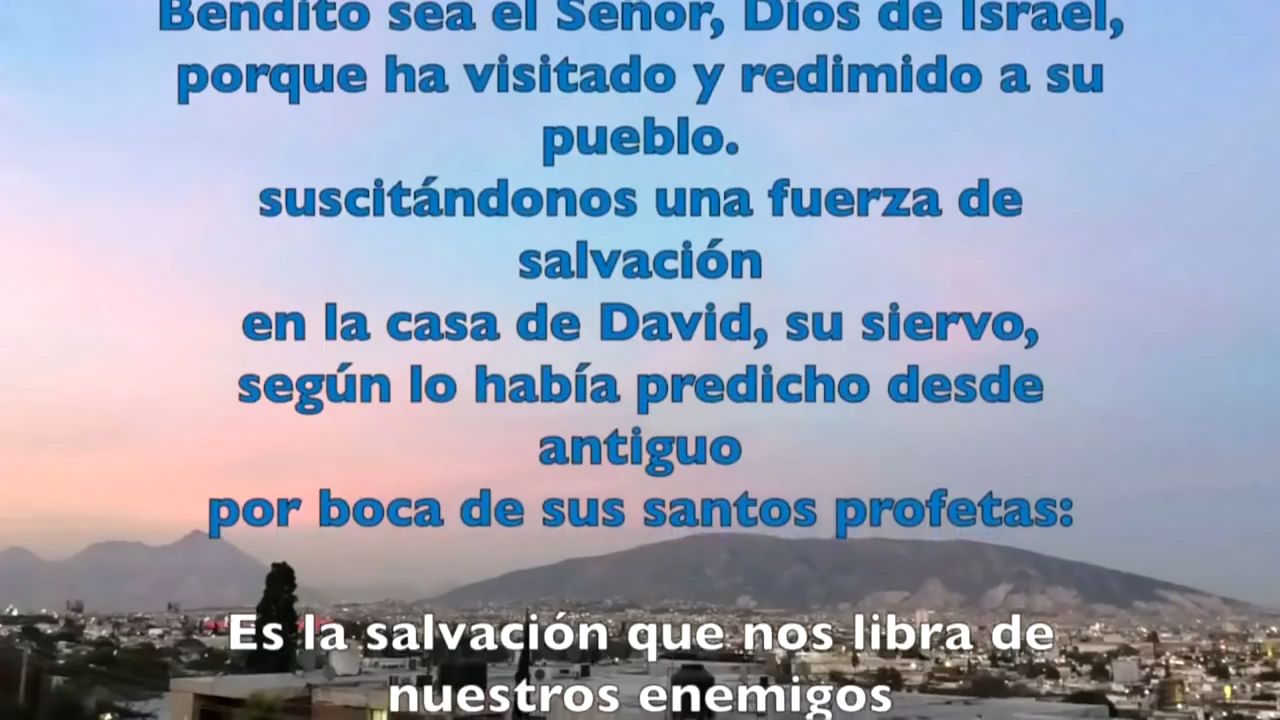 Bendito sea el Señor, Dios de Israel,
porque ha visitado y redimido a su
pueblo.
suscitándonos una fuerza de
salvación
en la casa de David, su siervo,
según lo había predicho desde
antiguo
por boca de sus santos profetas:
Es la salvación que nos libra de
nuestros enemigos